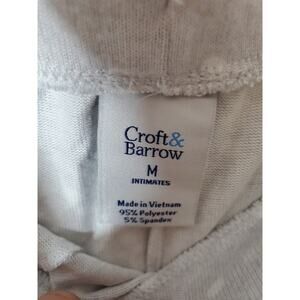 Croft&
Barrow
M
INTIMATES
Made in Vietnam
95% Polyester
5% Spandex